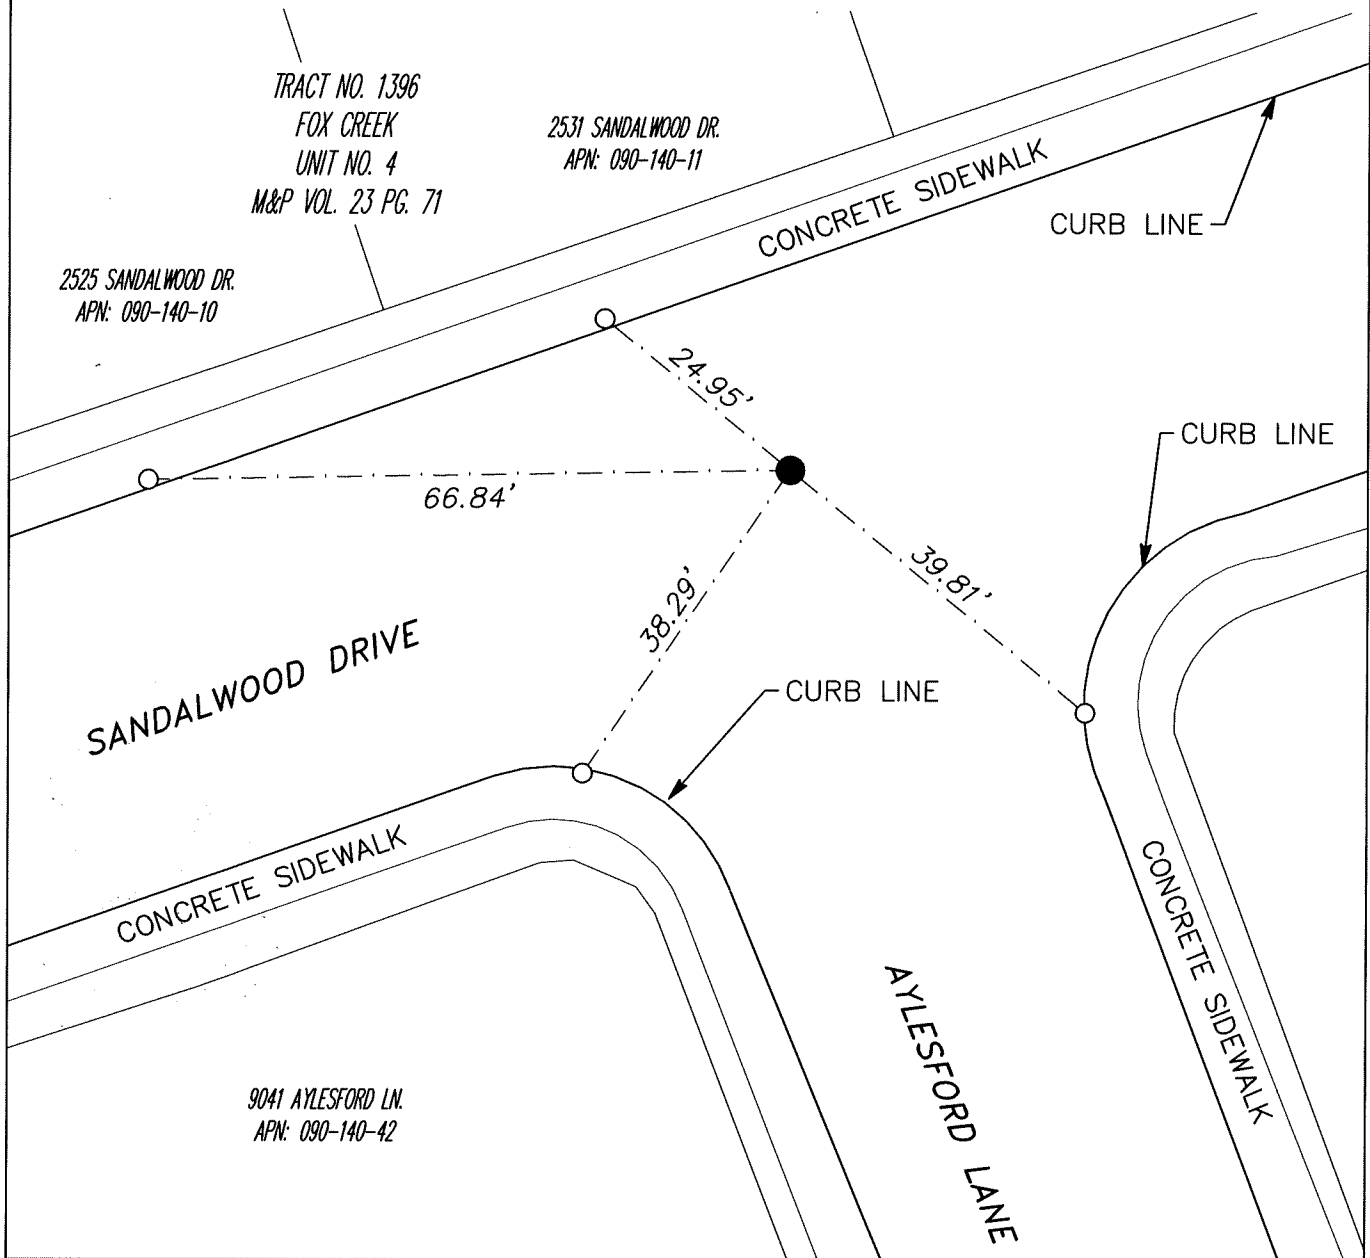 TRACT NO. 1396
FOX CREEK
UNIT NO. 4
M&P VOL. 23 PG. 71
2531 SANDALWOOD DR.
APN: 090-140-11
CONCRETE SIDEWALK
CURB LINE
2525 SANDALWOOD DR.
APN: 090-140-10
24.95'
66.84'
CURB LINE
39.81'
38.29'
SANDALWOOD DRIVE
CURB LINE
CONCRETE SIDEWALK
CONCRETE SIDEWALK
AYLESFORD LANE
9041 AYLESFORD LN.
APN: 090-140-42